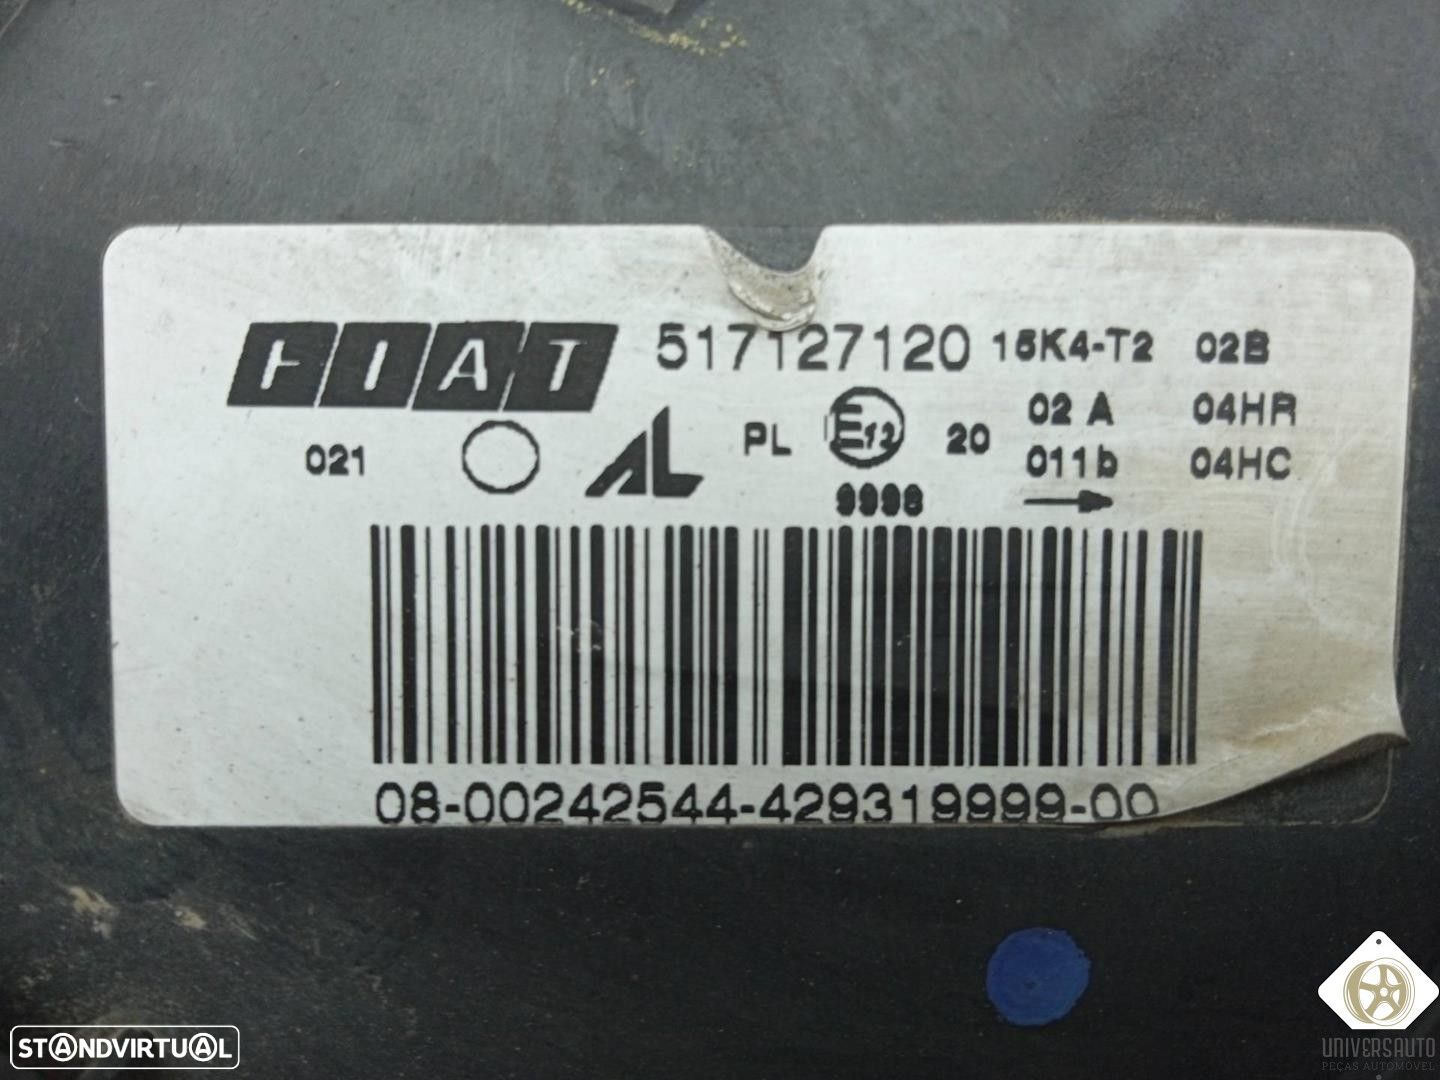 FIAT 517127120 15K4-T2 02B
02 A 04HR
021 AL PL E13 20 011b 04HC
9998
08-00242544-429319999-00
STANDVIRTUAL
UNIVERSAUTO
PEÇAS AUTOMÓVEL